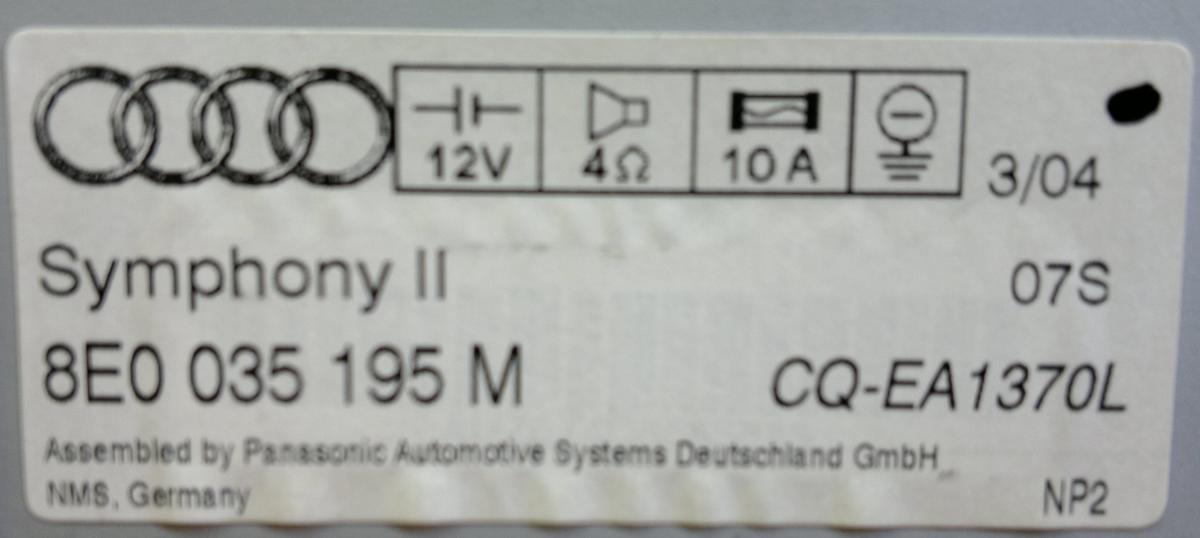 12V 4Ω 10 A 3/04
Symphony II 07S
8E0 035 195 M CQ-EA1370L
Assembled by Panasonic Automotive Systems Deutschland GmbH
NMS, Germany NP2